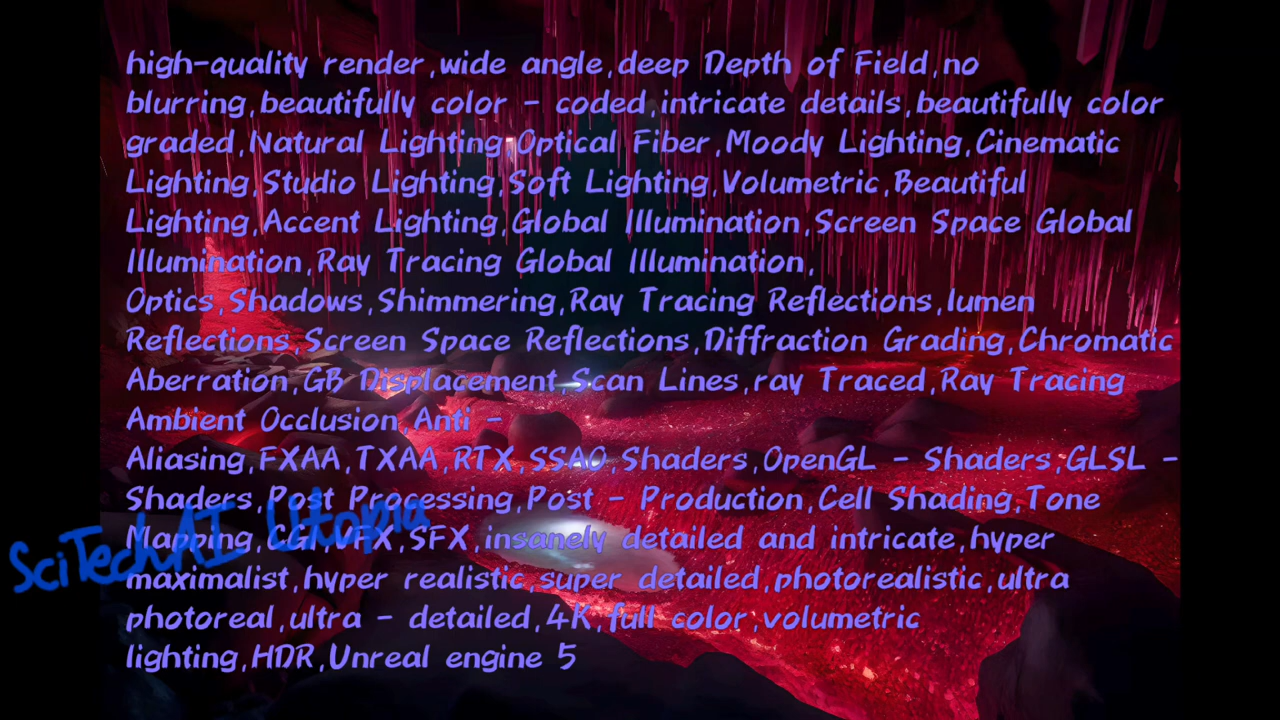 high-quality render,wide angle,deep Depth of Field,no
blurring,beautifully color - coded,intricate details,beautifully color
graded,Natural Lighting,Optical Fiber,Moody Lighting,Cinematic
Lighting,Studio Lighting,Soft Lighting,Volumetric,Beautiful
Lighting,Accent Lighting,Global Illumination,Screen Space Global
Illumination,Ray Tracing Global Illumination,
Optics,Shadows,Shimmering,Ray Tracing Reflections,lumen
Reflections,Screen Space Reflections,Diffraction Grading,Chromatic
Aberration,GB Displacement,Scan Lines,ray Traced,Ray Tracing
Ambient Occlusion,Anti -
Aliasing,FXAA,TXAA,RTX,SSAO,Shaders,OpenGL - Shaders,GLSL -
Shaders,Post Processing,Post - Production,Cell Shading,Tone
Mapping,CGI,VFX,SFX,insanely detailed and intricate,hyper
maximalist,hyper realistic,super detailed,photorealistic,ultra
photoreal,ultra - detailed,4K,full color,volumetric
lighting,HDR,Unreal engine 5
SciTech AI Utopia